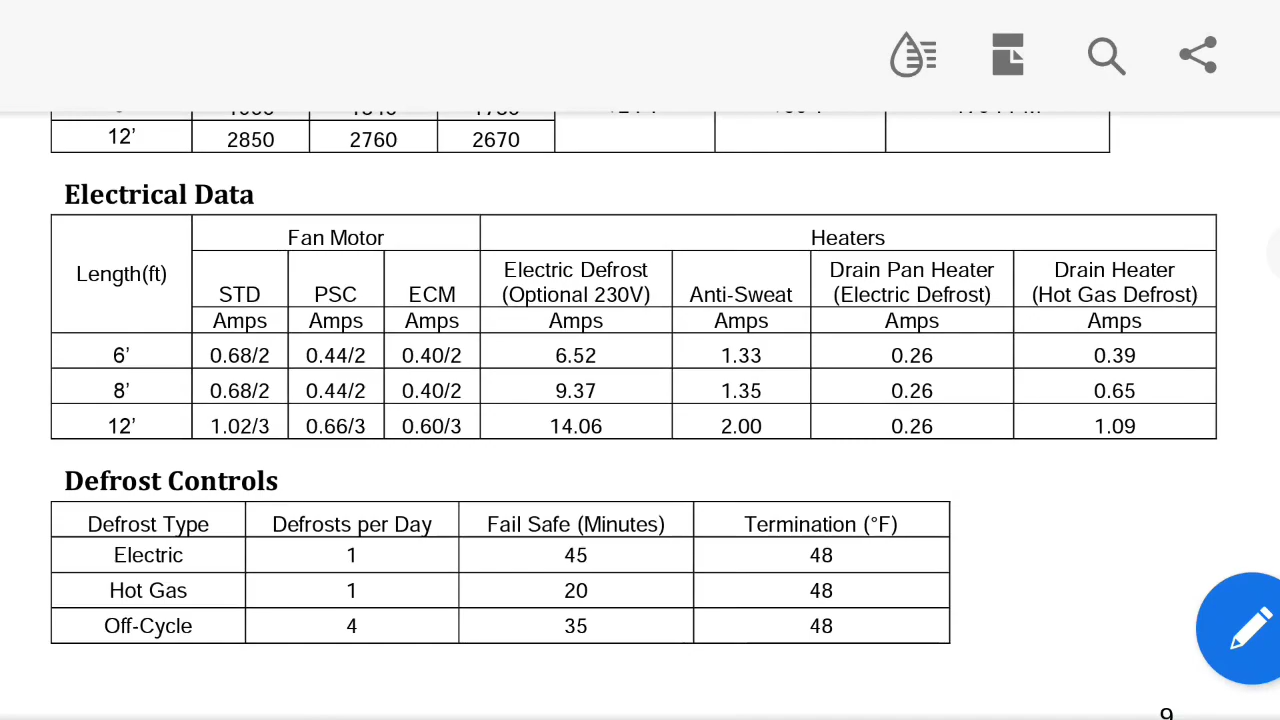 12’ 2850 2760 2670
Electrical Data
Fan Motor Heaters
Length(ft) STD PSC ECM Electric Defrost (Optional 230V) Anti-Sweat Drain Pan Heater (Electric Defrost) Drain Heater (Hot Gas Defrost)
Amps Amps Amps Amps Amps Amps Amps
6’ 0.68/2 0.44/2 0.40/2 6.52 1.33 0.26 0.39
8’ 0.68/2 0.44/2 0.40/2 9.37 1.35 0.26 0.65
12’ 1.02/3 0.66/3 0.60/3 14.06 2.00 0.26 1.09
Defrost Controls
Defrost Type Defrosts per Day Fail Safe (Minutes) Termination (°F)
Electric 1 45 48
Hot Gas 1 20 48
Off-Cycle 4 35 48
9